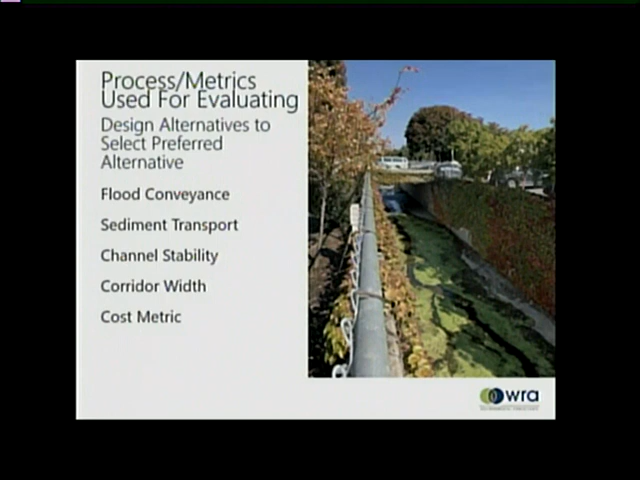 Process/Metrics
Used For Evaluating
Design Alternatives to
Select Preferred
Alternative
Flood Conveyance
Sediment Transport
Channel Stability
Corridor Width
Cost Metric
wra